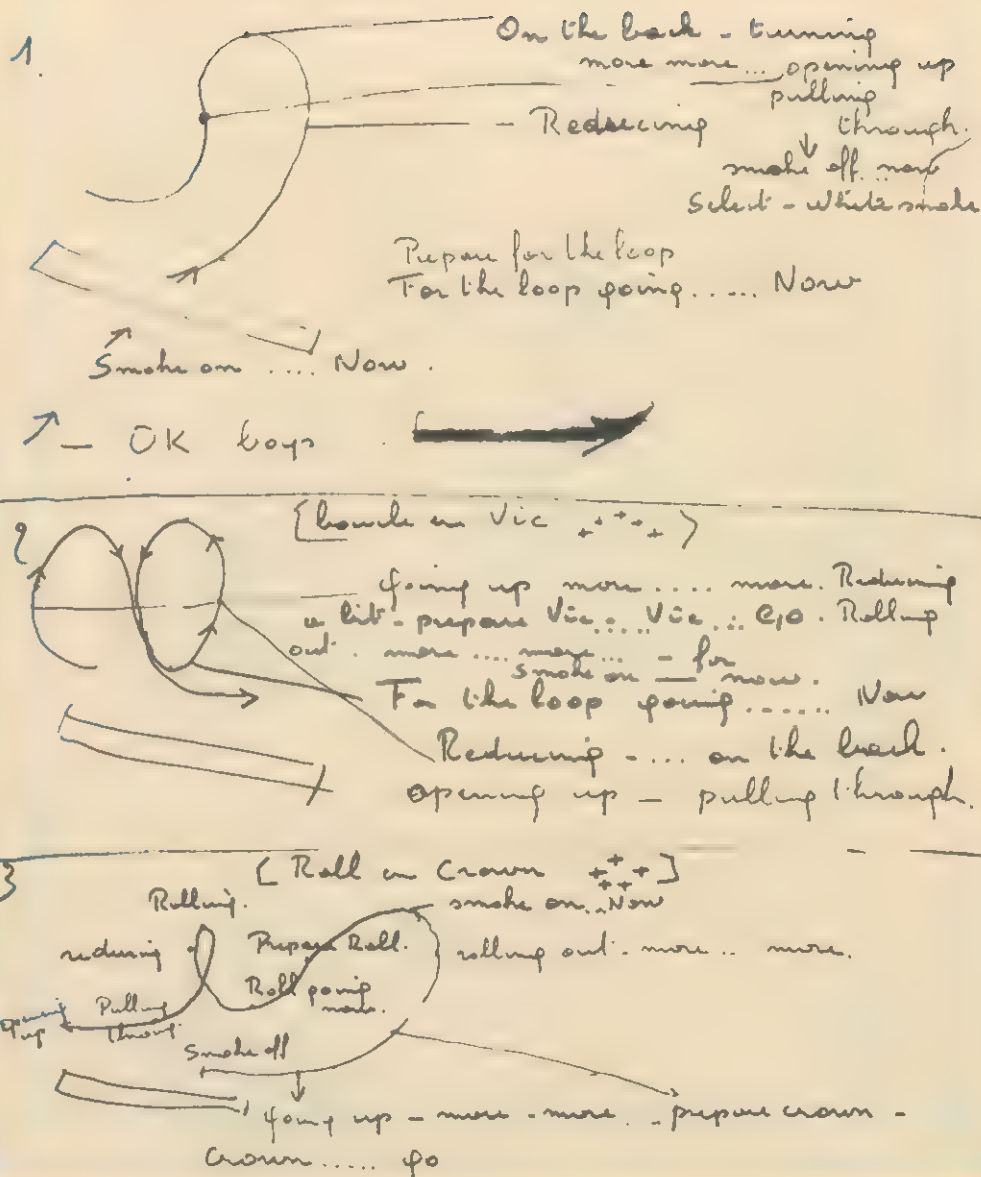 1.
On the back - turning
more more ... opening up
pulling
through.
- Reducing
smoke off.. now
Select - white smoke
Prepare for the loop
For the loop going ..... Now
Smoke on .... Now.
- OK boys
2
[boucle en Vic ]
going up more .... more. Reducing
a bit - prepare Vic... Vic... Go. Rolling
out. more .... more... - for
smoke on — now.
For the loop going ...... Now
Reducing - ... on the back.
opening up - pulling through.
3
[ Roll en Crown ]
Rolling.
smoke on.. Now
reducing
Prepare Roll.
rolling out - more .. more.
Roll going
now.
opening
up
Pulling
Smoke off
going up - more - more .. - prepare crown -
Crown ..... go